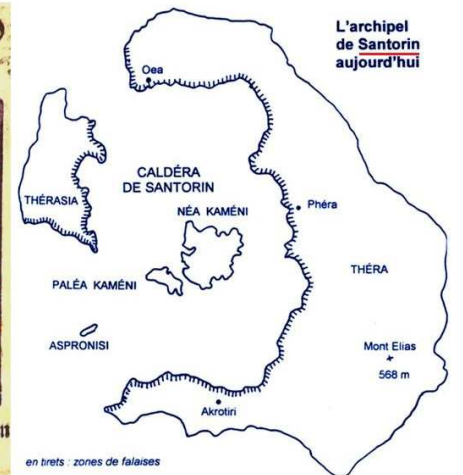 L'archipel
de Santorin
aujourd'hui
Oea
CALDÉRA
DE SANTORIN
THÉRASIA
NÉA KAMÉNI
Phéra
THÉRA
PALÉA KAMÉNI
ASPRONISI
Mont Elias
568 m
Akrotiri
en tirets : zones de falaises